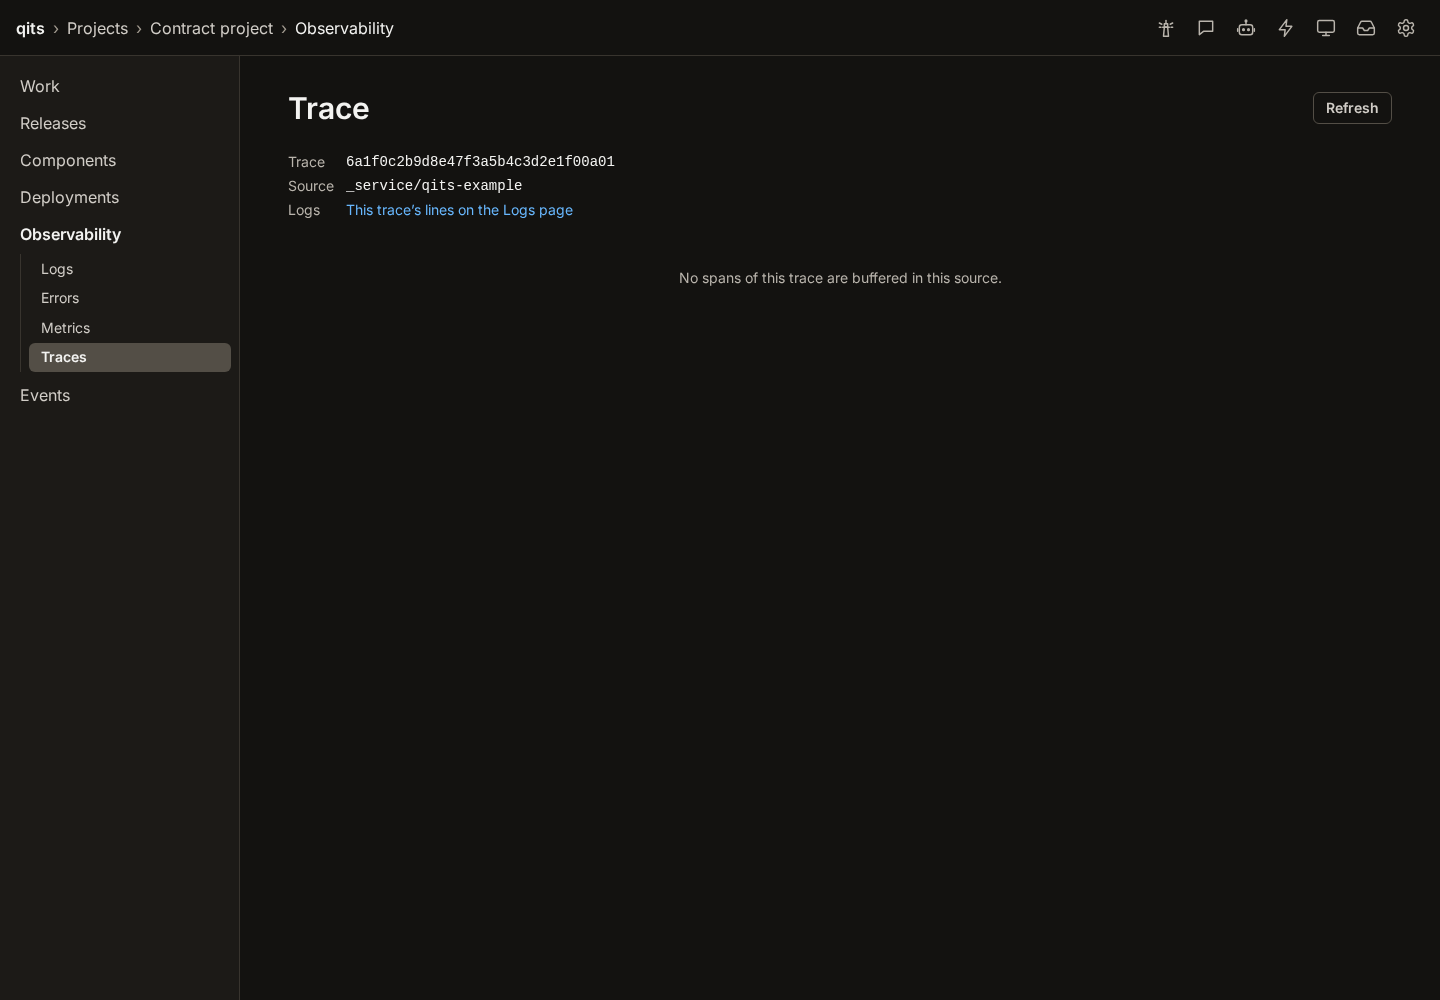 qits › Projects › Contract project › Observability
Work
Releases
Components
Deployments
Observability
Logs
Errors
Metrics
Traces
Events
Trace
Refresh
Trace 6a1f0c2b9d8e47f3a5b4c3d2e1f00a01
Source _service/qits-example
Logs This trace’s lines on the Logs page
No spans of this trace are buffered in this source.